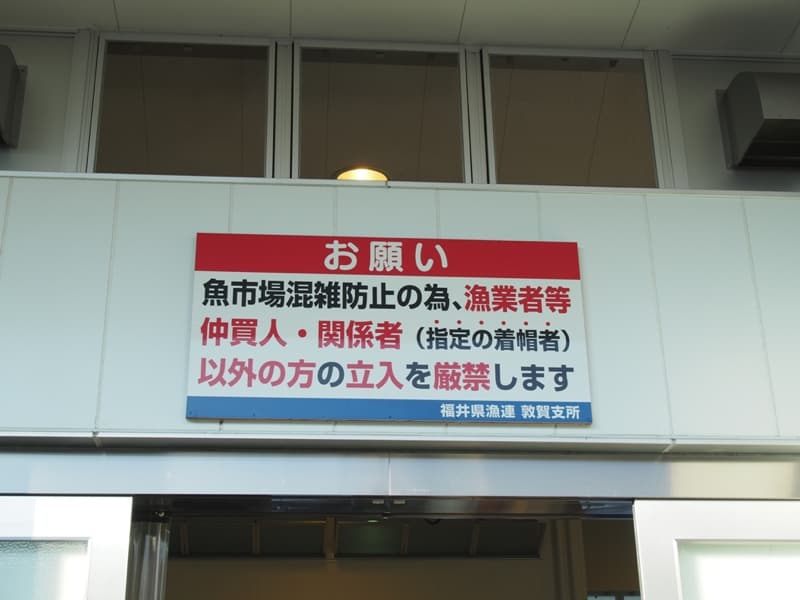 お願い
魚市場混雑防止の為、漁業者等
仲買人・関係者（指定の着帽者）
以外の方の立入を厳禁します
福井県漁連 敦賀支所